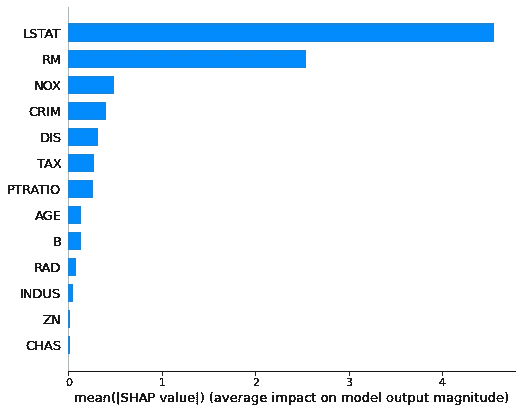 LSTAT
RM
NOX
CRIM
DIS
TAX
PTRATIO
AGE
B
RAD
INDUS
ZN
CHAS
0 1 2 3 4
mean(|SHAP value|) (average impact on model output magnitude)